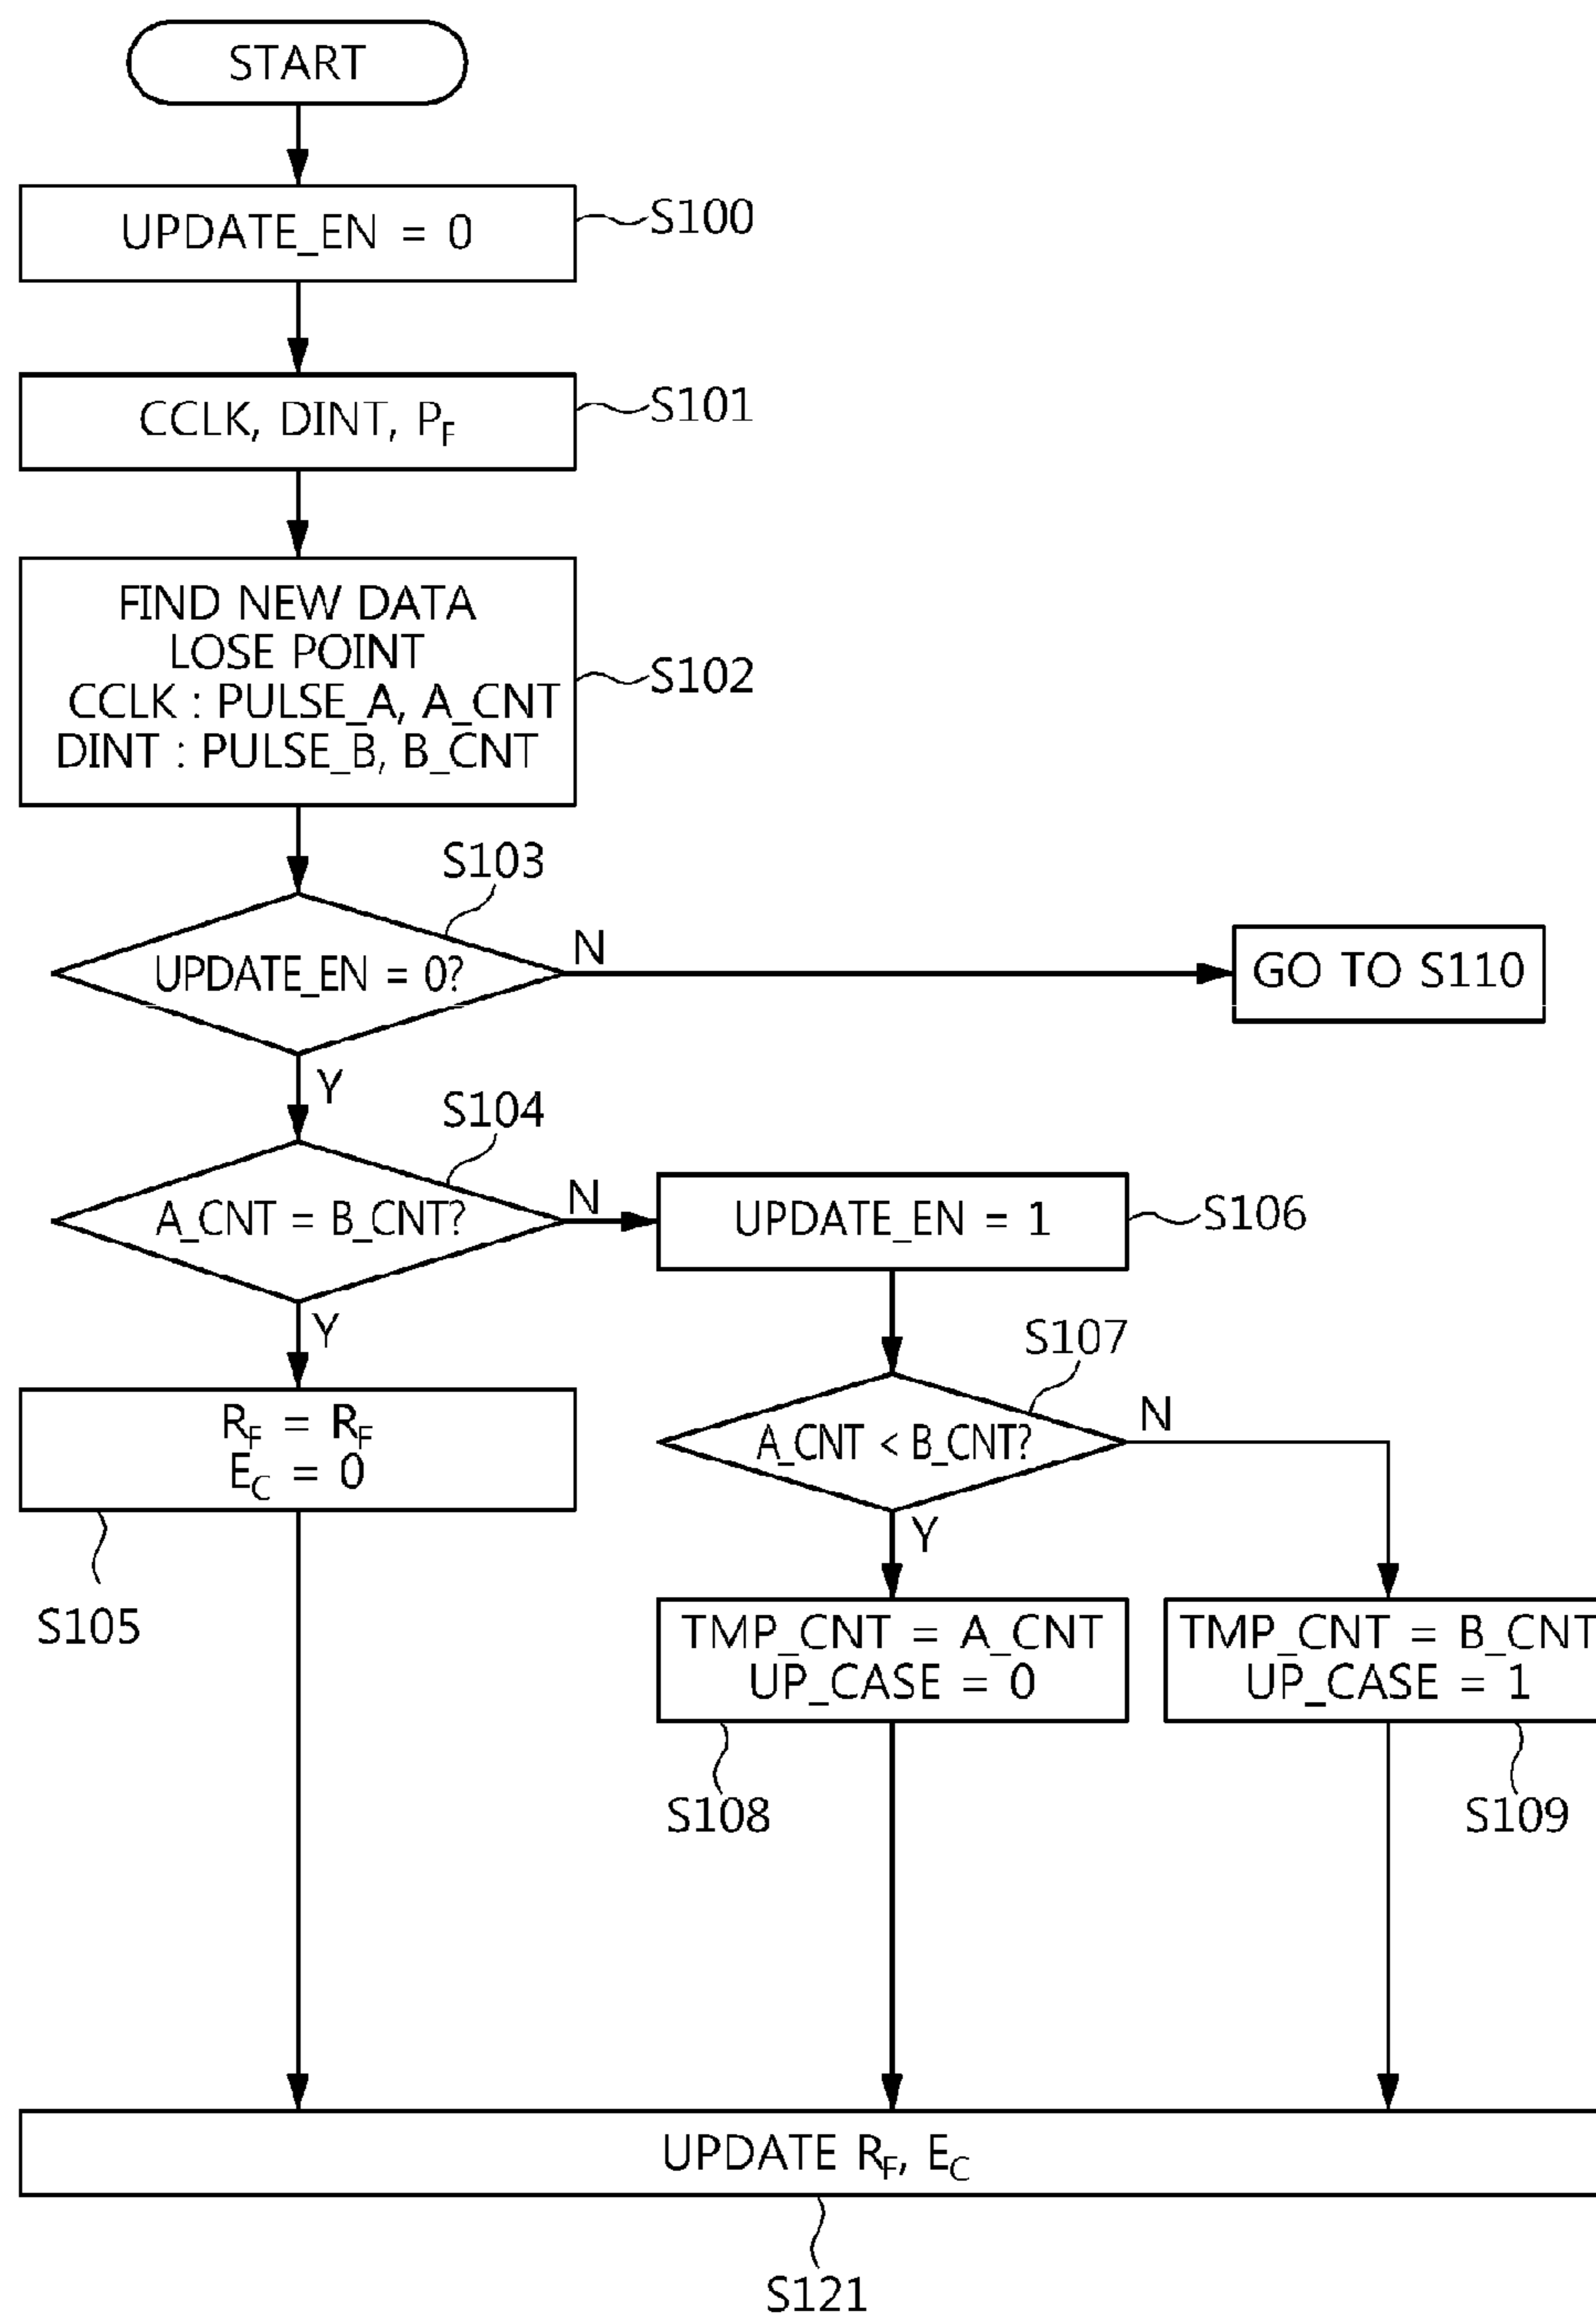 START
UPDATE_EN = 0
S100
CCLK, DINT, P_F
S101
FIND NEW DATA
LOSE POINT
CCLK : PULSE_A, A_CNT
DINT : PULSE_B, B_CNT
S102
S103
UPDATE_EN = 0?
N
GO TO S110
Y
S104
A_CNT = B_CNT?
N
UPDATE_EN = 1
S106
Y
S107
R_F = R_F
E_C = 0
A_CNT < B_CNT?
N
S105
Y
TMP_CNT = A_CNT
UP_CASE = 0
TMP_CNT = B_CNT
UP_CASE = 1
S108
S109
UPDATE R_F, E_C
S121